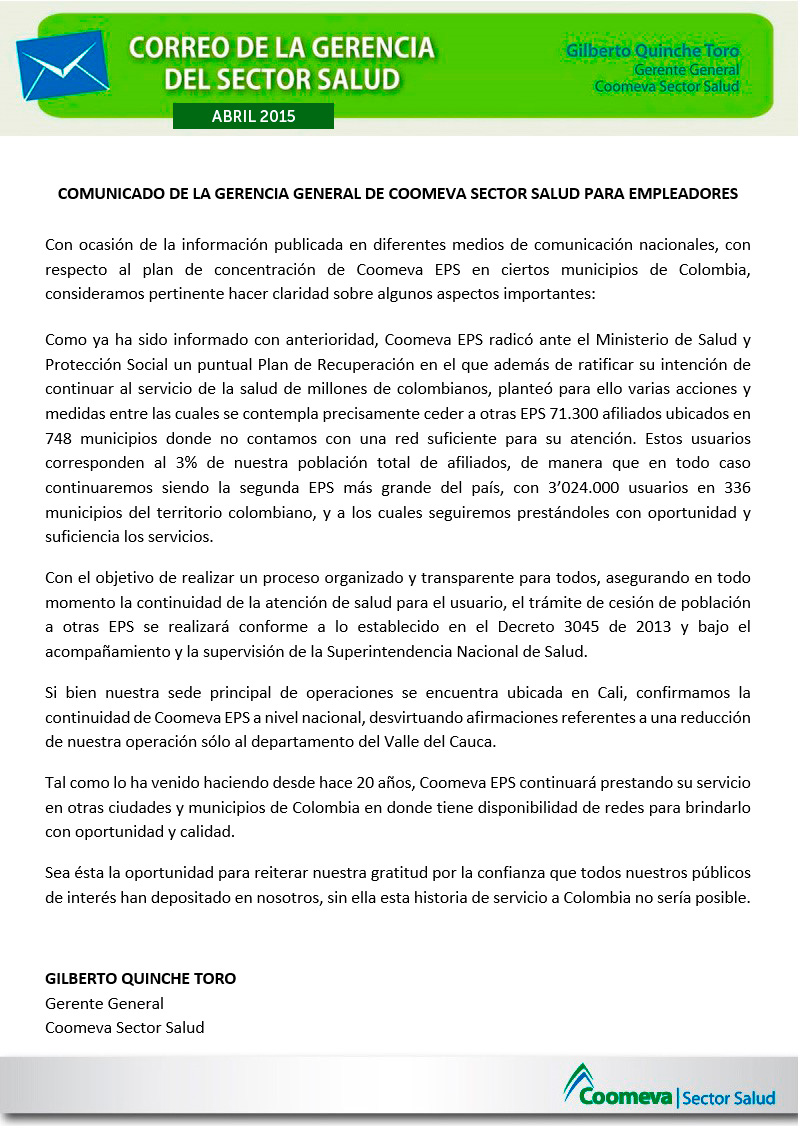 CORREO DE LA GERENCIA
DEL SECTOR SALUD
ABRIL 2015
Gilberto Quinche Toro
Gerente General
Coomeva Sector Salud
COMUNICADO DE LA GERENCIA GENERAL DE COOMEVA SECTOR SALUD PARA EMPLEADORES
Con ocasión de la información publicada en diferentes medios de comunicación nacionales, con
respecto al plan de concentración de Coomeva EPS en ciertos municipios de Colombia,
consideramos pertinente hacer claridad sobre algunos aspectos importantes:
Como ya ha sido informado con anterioridad, Coomeva EPS radicó ante el Ministerio de Salud y
Protección Social un puntual Plan de Recuperación en el que además de ratificar su intención de
continuar al servicio de la salud de millones de colombianos, planteó para ello varias acciones y
medidas entre las cuales se contempla precisamente ceder a otras EPS 71.300 afiliados ubicados en
748 municipios donde no contamos con una red suficiente para su atención. Estos usuarios
corresponden al 3% de nuestra población total de afiliados, de manera que en todo caso
continuaremos siendo la segunda EPS más grande del país, con 3’024.000 usuarios en 336
municipios del territorio colombiano, y a los cuales seguiremos prestándoles con oportunidad y
suficiencia los servicios.
Con el objetivo de realizar un proceso organizado y transparente para todos, asegurando en todo
momento la continuidad de la atención de salud para el usuario, el trámite de cesión de población
a otras EPS se realizará conforme a lo establecido en el Decreto 3045 de 2013 y bajo el
acompañamiento y la supervisión de la Superintendencia Nacional de Salud.
Si bien nuestra sede principal de operaciones se encuentra ubicada en Cali, confirmamos la
continuidad de Coomeva EPS a nivel nacional, desvirtuando afirmaciones referentes a una reducción
de nuestra operación sólo al departamento del Valle del Cauca.
Tal como lo ha venido haciendo desde hace 20 años, Coomeva EPS continuará prestando su servicio
en otras ciudades y municipios de Colombia en donde tiene disponibilidad de redes para brindarlo
con oportunidad y calidad.
Sea ésta la oportunidad para reiterar nuestra gratitud por la confianza que todos nuestros públicos
de interés han depositado en nosotros, sin ella esta historia de servicio a Colombia no sería posible.
GILBERTO QUINCHE TORO
Gerente General
Coomeva Sector Salud
Coomeva | Sector Salud